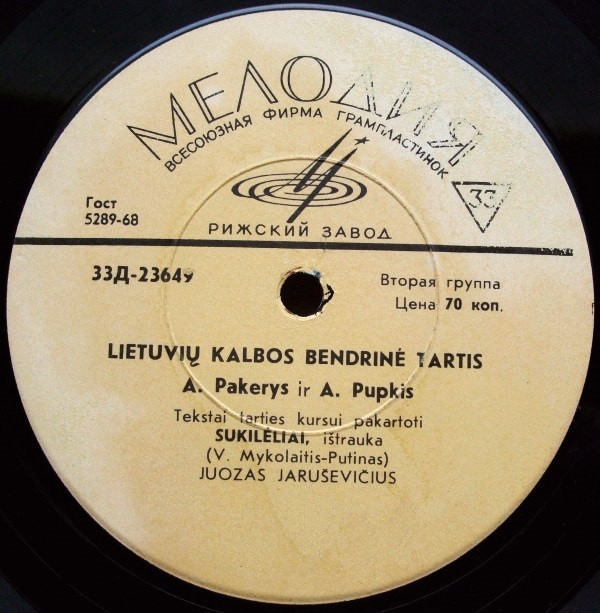 МЕЛОДИЯ
ВСЕСОЮЗНАЯ ФИРМА ГРАМПЛАСТИНОК
33
Гост
5289-68
РИЖСКИЙ ЗАВОД
33Д-23649
Вторая группа
Цена 70 коп.
LIETUVIŲ KALBOS BENDRINĖ TARTIS
A. Pakerys ir A. Pupkis
Tekstai tarties kursui pakartoti
SUKILĖLIAI, ištrauka
(V. Mykolaitis-Putinas)
JUOZAS JARUŠEVIČIUS